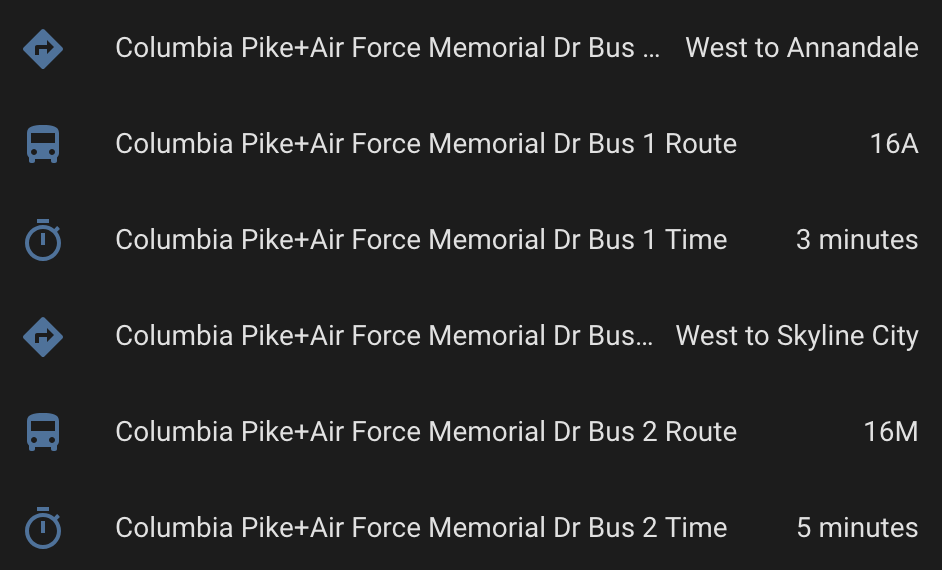 Columbia Pike+Air Force Memorial Dr Bus ... West to Annandale
Columbia Pike+Air Force Memorial Dr Bus 1 Route 16A
Columbia Pike+Air Force Memorial Dr Bus 1 Time 3 minutes
Columbia Pike+Air Force Memorial Dr Bus... West to Skyline City
Columbia Pike+Air Force Memorial Dr Bus 2 Route 16M
Columbia Pike+Air Force Memorial Dr Bus 2 Time 5 minutes